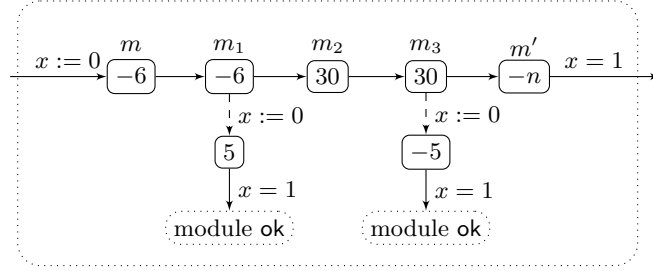 m m₁ m₂ m₃ m′
x := 0 −6 −6 30 30 −n x = 1
x := 0 x := 0
5 −5
x = 1 x = 1
module ok module ok